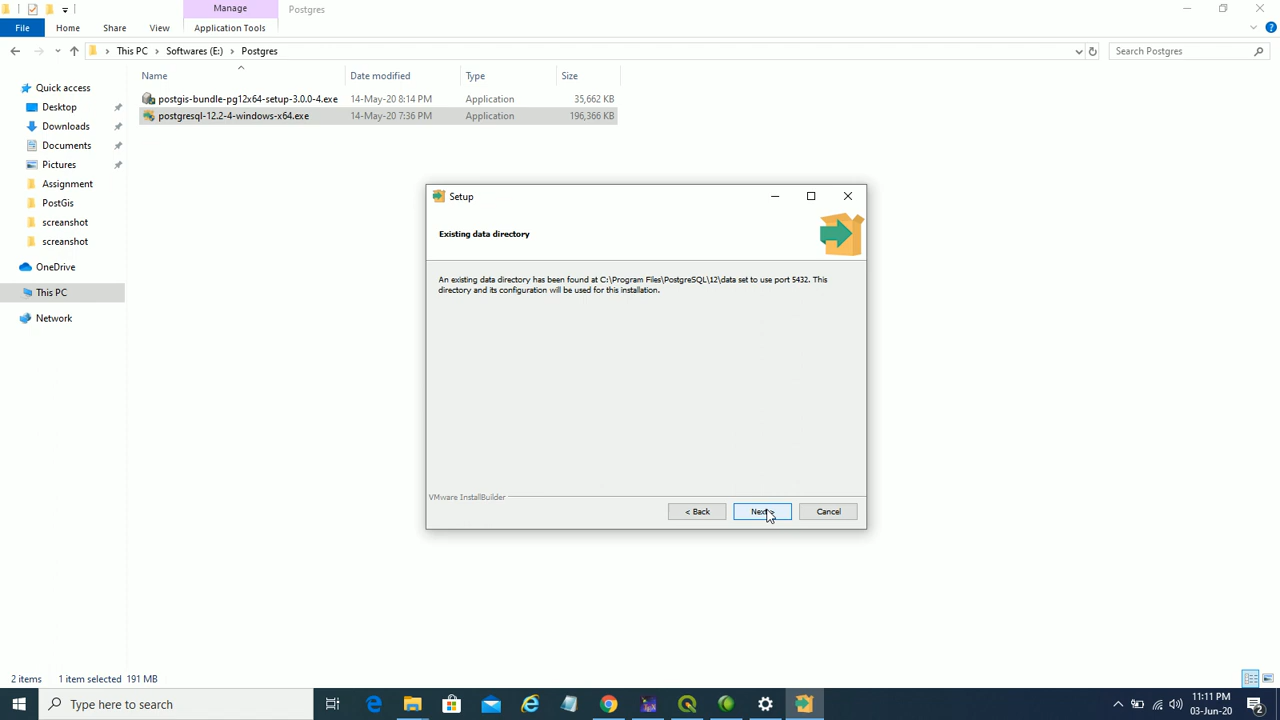 Manage
Postgres
File
Home
Share
View
Application Tools
This PC
Softwares (E:)
Postgres
Search Postgres
Name
Date modified
Type
Size
postgis-bundle-pg12x64-setup-3.0.0-4.exe
14-May-20 8:14 PM
Application
35,662 KB
postgresql-12.2-4-windows-x64.exe
14-May-20 7:36 PM
Application
196,366 KB
Quick access
Desktop
Downloads
Documents
Pictures
Assignment
PostGis
screanshot
screanshot
OneDrive
This PC
Network
Setup
Existing data directory
An existing data directory has been found at C:\Program Files\PostgreSQL\12\data set to use port 5432. This
directory and its configuration will be used for this installation.
VMware InstallBuilder
< Back
Next >
Cancel
2 items
1 item selected 191 MB
Type here to search
11:11 PM
03-Jun-20
2